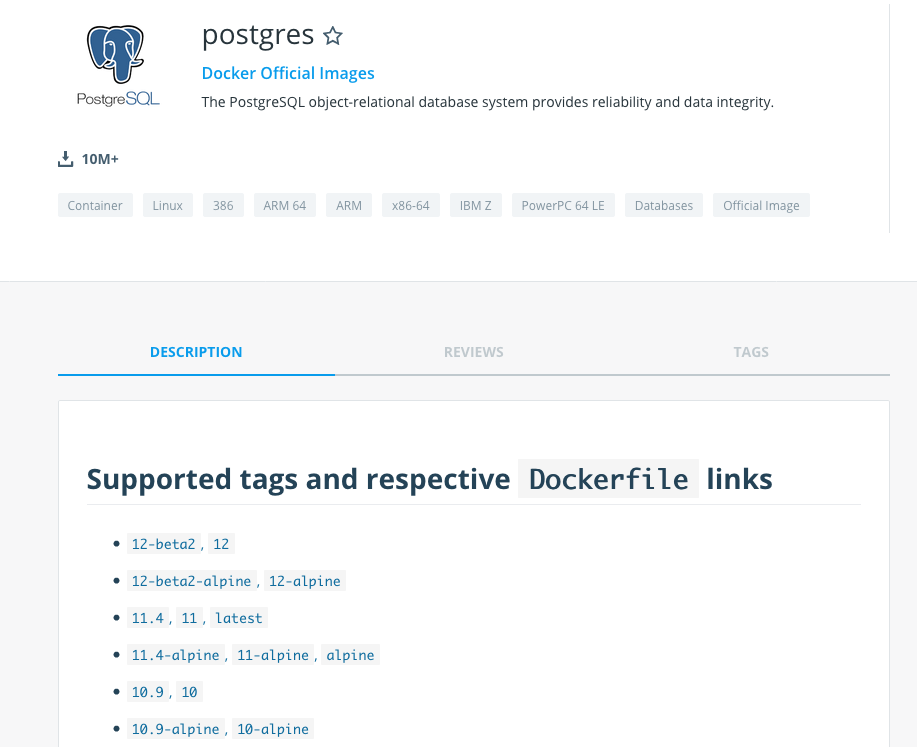 postgres
Docker Official Images
PostgreSQL
The PostgreSQL object-relational database system provides reliability and data integrity.
10M+
Container Linux 386 ARM 64 ARM x86-64 IBM Z PowerPC 64 LE Databases Official Image
DESCRIPTION REVIEWS TAGS
Supported tags and respective Dockerfile links
12-beta2, 12
12-beta2-alpine, 12-alpine
11.4, 11, latest
11.4-alpine, 11-alpine, alpine
10.9, 10
10.9-alpine, 10-alpine